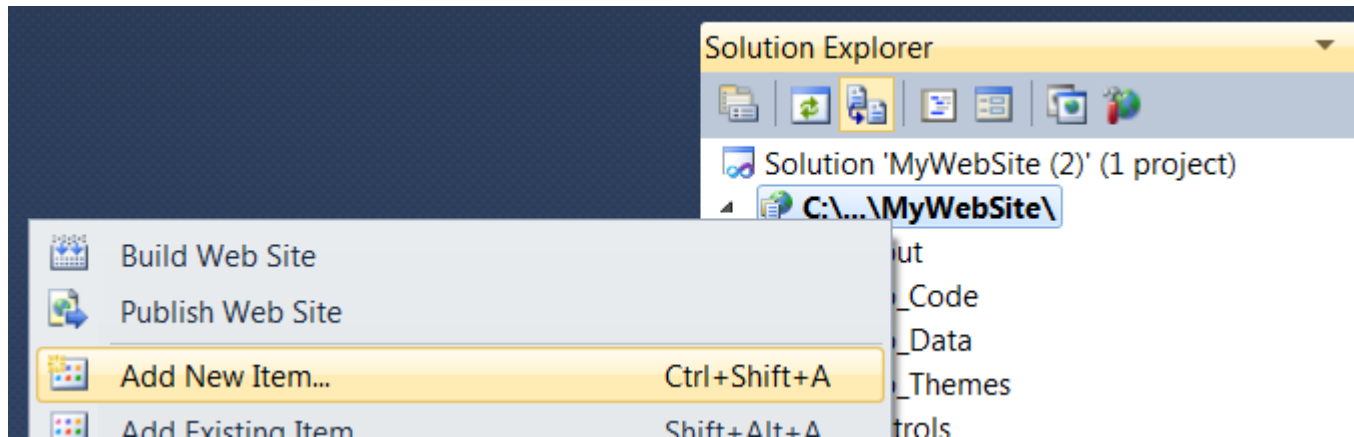 Solution Explorer
Solution 'MyWebSite (2)' (1 project)
C:\...\MyWebSite\
Build Web Site
Publish Web Site
Add New Item... Ctrl+Shift+A
Add Existing Item Shift+Alt+A
ut
_Code
_Data
_Themes
trols